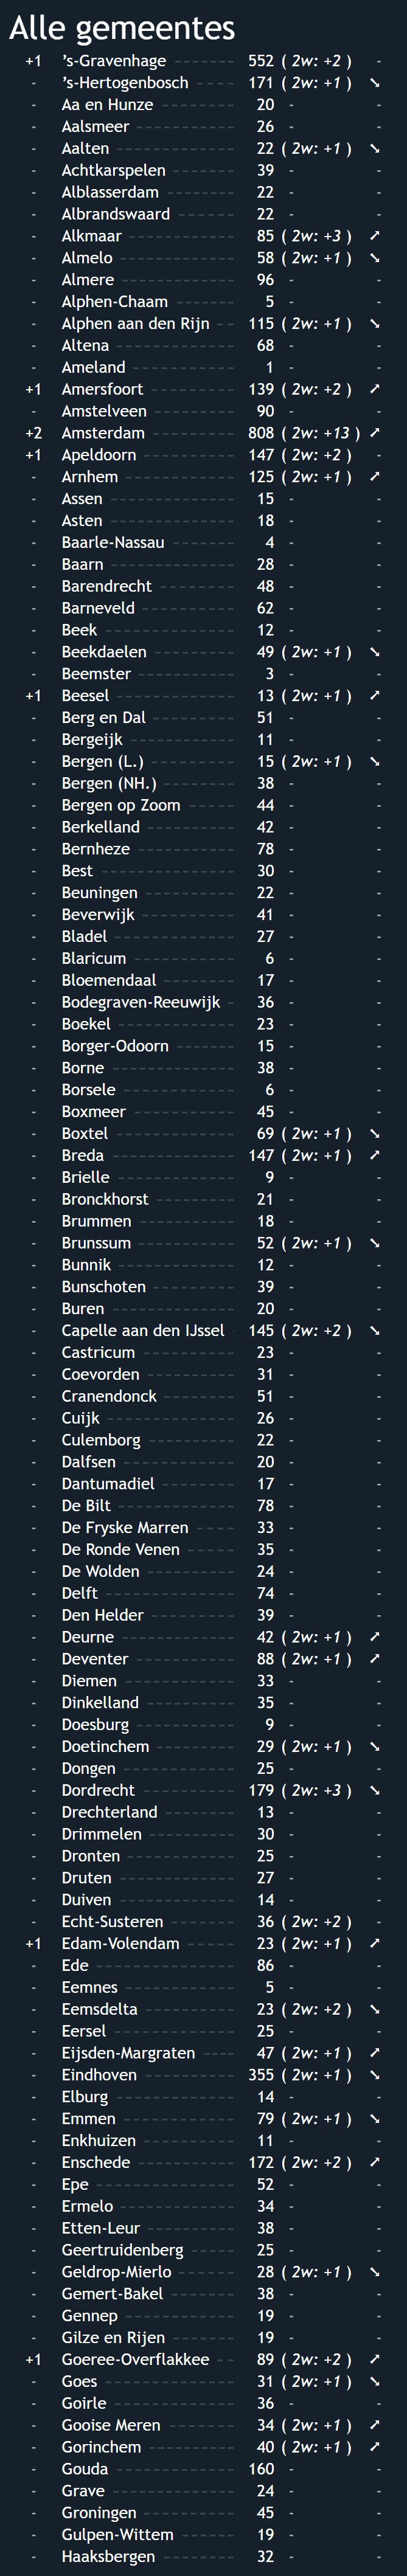 Alle gemeentes
+1 ’s-Gravenhage 552 ( 2w: +2 ) -
- ’s-Hertogenbosch 171 ( 2w: +1 ) ➘
- Aa en Hunze 20 - -
- Aalsmeer 26 - -
- Aalten 22 ( 2w: +1 ) ➘
- Achtkarspelen 39 - -
- Alblasserdam 22 - -
- Albrandswaard 22 - -
- Alkmaar 85 ( 2w: +3 ) ➚
- Almelo 58 ( 2w: +1 ) ➘
- Almere 96 - -
- Alphen-Chaam 5 - -
- Alphen aan den Rijn 115 ( 2w: +1 ) ➘
- Altena 68 - -
- Ameland 1 - -
+1 Amersfoort 139 ( 2w: +2 ) ➚
- Amstelveen 90 - -
+2 Amsterdam 808 ( 2w: +13 ) ➚
+1 Apeldoorn 147 ( 2w: +2 ) -
- Arnhem 125 ( 2w: +1 ) ➚
- Assen 15 - -
- Asten 18 - -
- Baarle-Nassau 4 - -
- Baarn 28 - -
- Barendrecht 48 - -
- Barneveld 62 - -
- Beek 12 - -
- Beekdaelen 49 ( 2w: +1 ) ➘
- Beemster 3 - -
+1 Beesel 13 ( 2w: +1 ) ➚
- Berg en Dal 51 - -
- Bergeijk 11 - -
- Bergen (L.) 15 ( 2w: +1 ) ➘
- Bergen (NH.) 38 - -
- Bergen op Zoom 44 - -
- Berkelland 42 - -
- Bernheze 78 - -
- Best 30 - -
- Beuningen 22 - -
- Beverwijk 41 - -
- Bladel 27 - -
- Blaricum 6 - -
- Bloemendaal 17 - -
- Bodegraven-Reeuwijk 36 - -
- Boekel 23 - -
- Borger-Odoorn 15 - -
- Borne 38 - -
- Borsele 6 - -
- Boxmeer 45 - -
- Boxtel 69 ( 2w: +1 ) ➘
- Breda 147 ( 2w: +1 ) ➚
- Brielle 9 - -
- Bronckhorst 21 - -
- Brummen 18 - -
- Brunssum 52 ( 2w: +1 ) ➘
- Bunnik 12 - -
- Bunschoten 39 - -
- Buren 20 - -
- Capelle aan den IJssel 145 ( 2w: +2 ) ➘
- Castricum 23 - -
- Coevorden 31 - -
- Cranendonck 51 - -
- Cuijk 26 - -
- Culemborg 22 - -
- Dalfsen 20 - -
- Dantumadiel 17 - -
- De Bilt 78 - -
- De Fryske Marren 33 - -
- De Ronde Venen 35 - -
- De Wolden 24 - -
- Delft 74 - -
- Den Helder 39 - -
- Deurne 42 ( 2w: +1 ) ➚
- Deventer 88 ( 2w: +1 ) ➚
- Diemen 33 - -
- Dinkelland 35 - -
- Doesburg 9 - -
- Doetinchem 29 ( 2w: +1 ) ➘
- Dongen 25 - -
- Dordrecht 179 ( 2w: +3 ) ➘
- Drechterland 13 - -
- Drimmelen 30 - -
- Dronten 25 - -
- Druten 27 - -
- Duiven 14 - -
- Echt-Susteren 36 ( 2w: +2 ) -
+1 Edam-Volendam 23 ( 2w: +1 ) ➚
- Ede 86 - -
- Eemnes 5 - -
- Eemsdelta 23 ( 2w: +2 ) ➘
- Eersel 25 - -
- Eijsden-Margraten 47 ( 2w: +1 ) ➚
- Eindhoven 355 ( 2w: +1 ) ➘
- Elburg 14 - -
- Emmen 79 ( 2w: +1 ) ➘
- Enkhuizen 11 - -
- Enschede 172 ( 2w: +2 ) ➚
- Epe 52 - -
- Ermelo 34 - -
- Etten-Leur 38 - -
- Geertruidenberg 25 - -
- Geldrop-Mierlo 28 ( 2w: +1 ) ➘
- Gemert-Bakel 38 - -
- Gennep 19 - -
- Gilze en Rijen 19 - -
+1 Goeree-Overflakkee 89 ( 2w: +2 ) ➚
- Goes 31 ( 2w: +1 ) ➘
- Goirle 36 - -
- Gooise Meren 34 ( 2w: +1 ) ➚
- Gorinchem 40 ( 2w: +1 ) ➚
- Gouda 160 - -
- Grave 24 - -
- Groningen 45 - -
- Gulpen-Wittem 19 - -
- Haaksbergen 32 - -